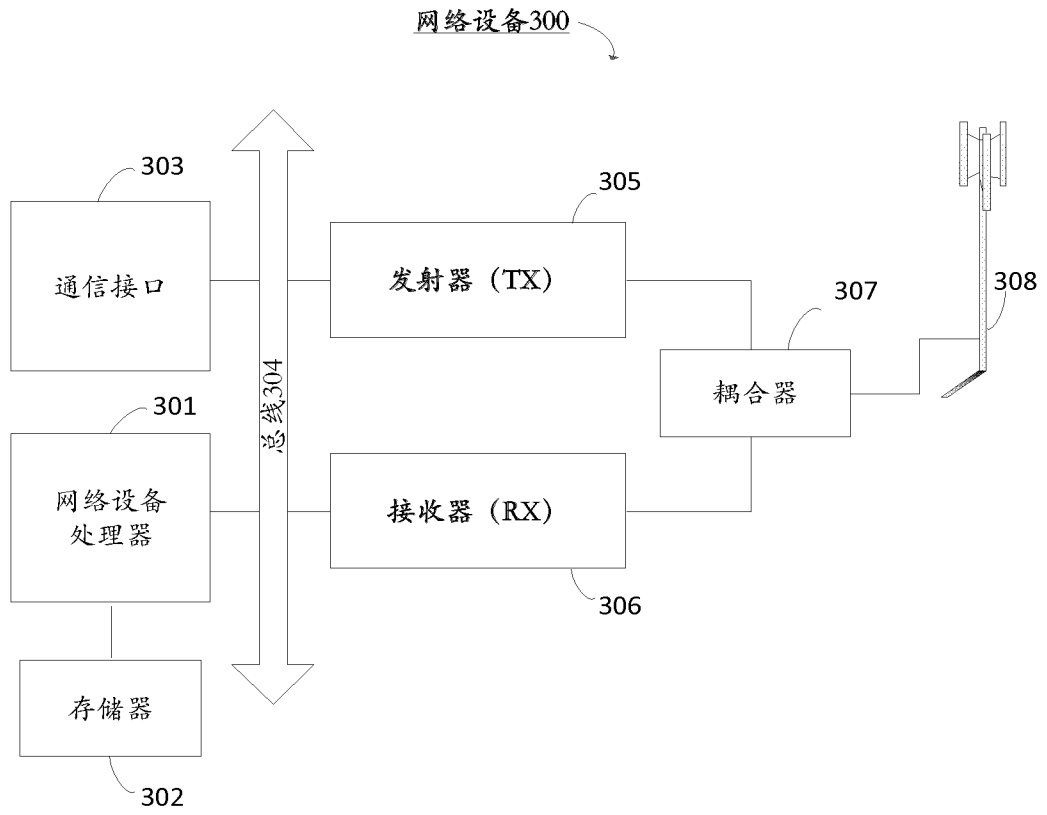 网络设备300
303
通信接口
305
发射器（TX）
307
耦合器
308
总线304
301
网络设备
处理器
接收器（RX）
306
存储器
302